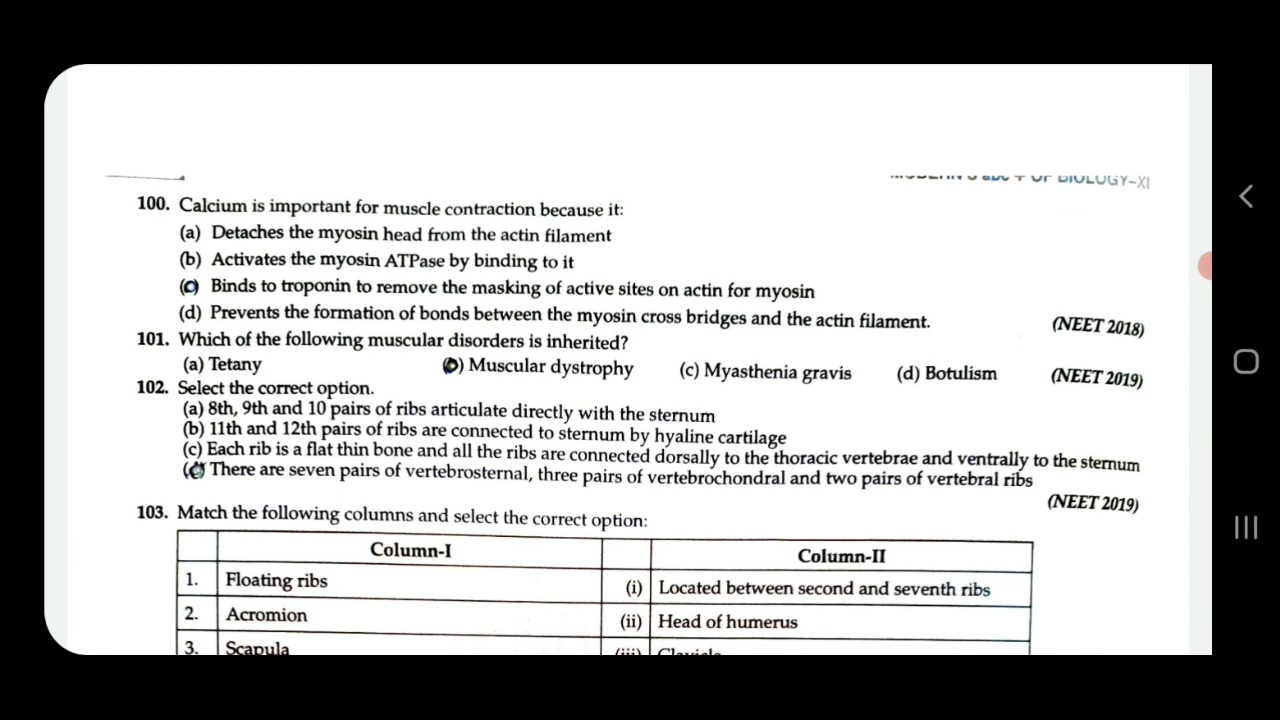 OF BIOLOGY-XI
100. Calcium is important for muscle contraction because it:
(a) Detaches the myosin head from the actin filament
(b) Activates the myosin ATPase by binding to it
(c) Binds to troponin to remove the masking of active sites on actin for myosin
(d) Prevents the formation of bonds between the myosin cross bridges and the actin filament. (NEET 2018)
101. Which of the following muscular disorders is inherited?
(a) Tetany (b) Muscular dystrophy (c) Myasthenia gravis (d) Botulism (NEET 2019)
102. Select the correct option.
(a) 8th, 9th and 10 pairs of ribs articulate directly with the sternum
(b) 11th and 12th pairs of ribs are connected to sternum by hyaline cartilage
(c) Each rib is a flat thin bone and all the ribs are connected dorsally to the thoracic vertebrae and ventrally to the sternum
There are seven pairs of vertebrosternal, three pairs of vertebrochondral and two pairs of vertebral ribs
(NEET 2019)
103. Match the following columns and select the correct option:
Column-I Column-II
1. Floating ribs (i) Located between second and seventh ribs
2. Acromion (ii) Head of humerus
3. Scapula (iii) Clavicle